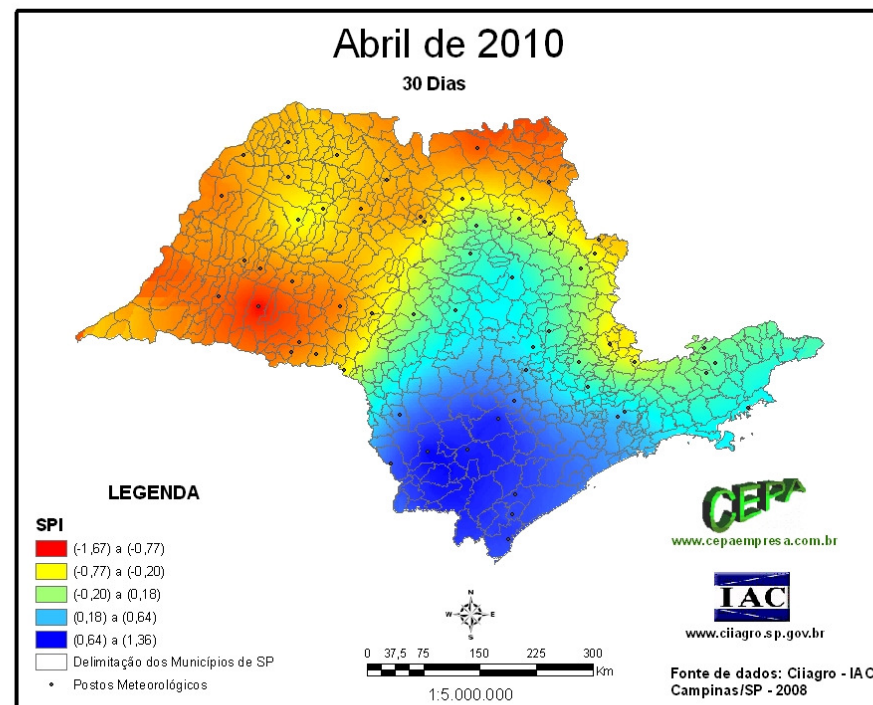 Abril de 2010
30 Dias
LEGENDA
SPI
(-1,67) a (-0,77)
(-0,77) a (-0,20)
(-0,20) a (0,18)
(0,18) a (0,64)
(0,64) a (1,36)
Delimitação dos Municípios de SP
Postos Meteorológicos
N
W E
S
0 37,5 75 150 225 300
Km
1:5.000.000
CEPA
www.cepaempresa.com.br
IAC
www.ciiagro.sp.gov.br
Fonte de dados: Ciiagro - IAC
Campinas/SP - 2008